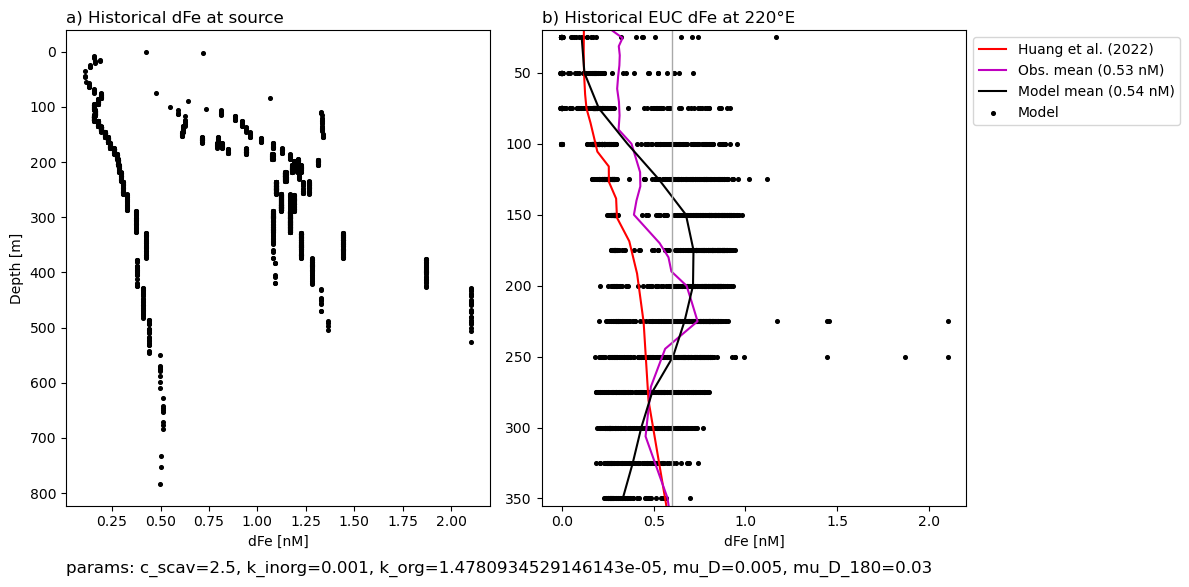 a) Historical dFe at source
b) Historical EUC dFe at 220°E
0
100
200
300
400
500
600
700
800
Depth [m]
0.25
0.50
0.75
1.00
1.25
1.50
1.75
2.00
dFe [nM]
50
100
150
200
250
300
350
0.0
0.5
1.0
1.5
2.0
dFe [nM]
Huang et al. (2022)
Obs. mean (0.53 nM)
Model mean (0.54 nM)
Model
params: c_scav=2.5, k_inorg=0.001, k_org=1.4780934529146143e-05, mu_D=0.005, mu_D_180=0.03